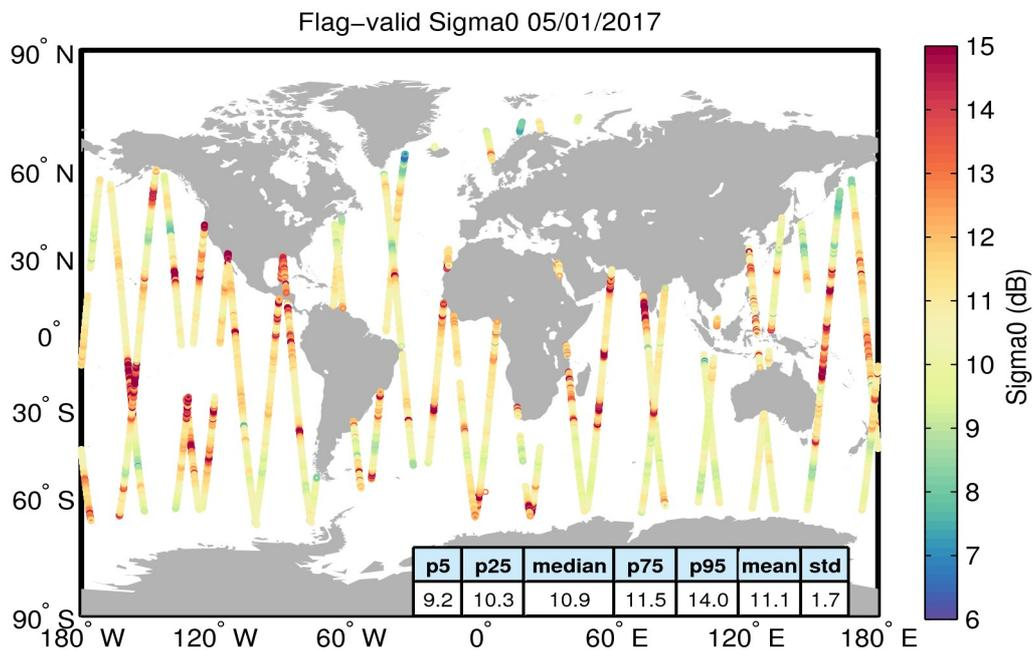 Flag−valid Sigma0 05/01/2017
90° N
60° N
30° N
0°
30° S
60° S
90° S
180° W
120° W
60° W
0°
60° E
120° E
180° E
p5 p25 median p75 p95 mean std
9.2 10.3 10.9 11.5 14.0 11.1 1.7
15
14
13
12
11
10
9
8
7
6
Sigma0 (dB)